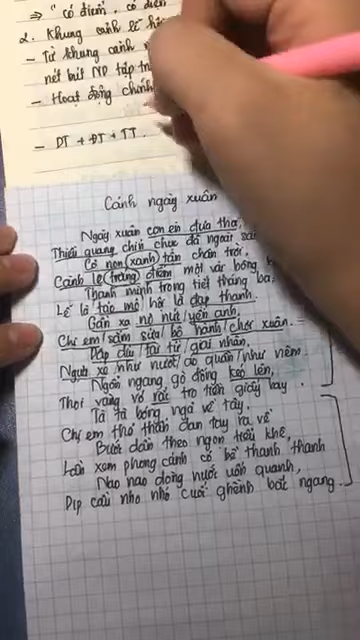 ⇒ " có điểm, có diện
2. Khung cảnh lễ hội
- Từ khung cảnh
nét bút NP tập tr
- Hoạt động chính
- DT + ĐT + TT.
Cảnh ngày xuân
Ngày xuân con én đưa thoi,
Thiều quang chín chục đã ngoài sá
Cỏ non (xanh) tận chân trời,
Cành lê (trắng) điểm một vài bông
Thanh minh trong tiết tháng ba,
Lễ là tảo mộ / hội là đạp thanh.
Gần xa nô nức / yến anh,
Chị em / sắm sửa / bộ hành / chơi xuân.
Dập dìu / tài tử / giai nhân,
Ngựa xe như nước / áo quần / như nêm.
Ngổn ngang gò đống kéo lên,
Thoi vàng vó rắc tro tiền giấy bay.
Tà tà bóng ngả về tây,
Chị em thơ thẩn dan tay ra về
Bước dần theo ngọn tiểu khê,
Lần xem phong cảnh có bề thanh thanh
Nao nao dòng nước uốn quanh,
Dịp cầu nho nhỏ cuối ghềnh bắc ngang.